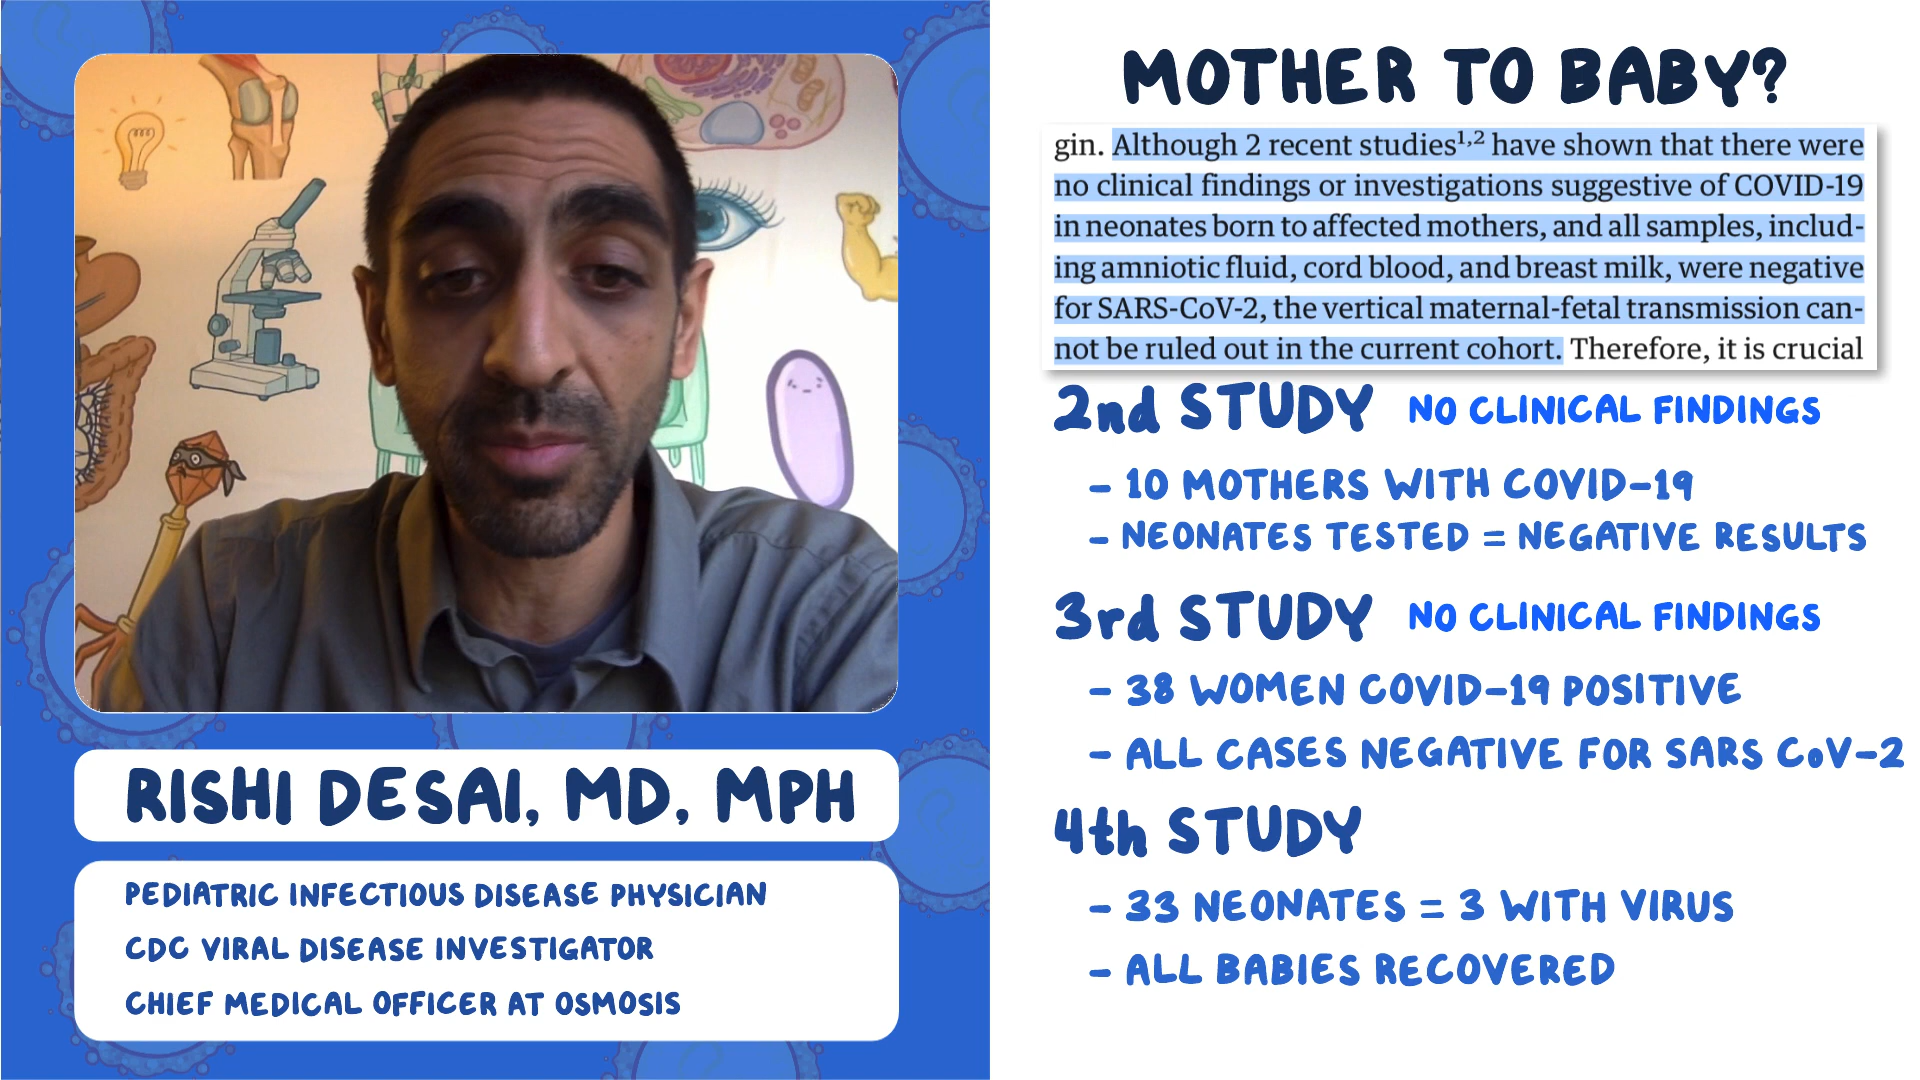 RISHI DESAI, MD, MPH
PEDIATRIC INFECTIOUS DISEASE PHYSICIAN
CDC VIRAL DISEASE INVESTIGATOR
CHIEF MEDICAL OFFICER AT OSMOSIS
MOTHER TO BABY?
gin. Although 2 recent studies1,2 have shown that there were
no clinical findings or investigations suggestive of COVID-19
in neonates born to affected mothers, and all samples, includ-
ing amniotic fluid, cord blood, and breast milk, were negative
for SARS-CoV-2, the vertical maternal-fetal transmission can-
not be ruled out in the current cohort. Therefore, it is crucial
2nd STUDY NO CLINICAL FINDINGS
- 10 MOTHERS WITH COVID-19
- NEONATES TESTED = NEGATIVE RESULTS
3rd STUDY NO CLINICAL FINDINGS
- 38 WOMEN COVID-19 POSITIVE
- ALL CASES NEGATIVE FOR SARS CoV-2
4th STUDY
- 33 NEONATES = 3 WITH VIRUS
- ALL BABIES RECOVERED